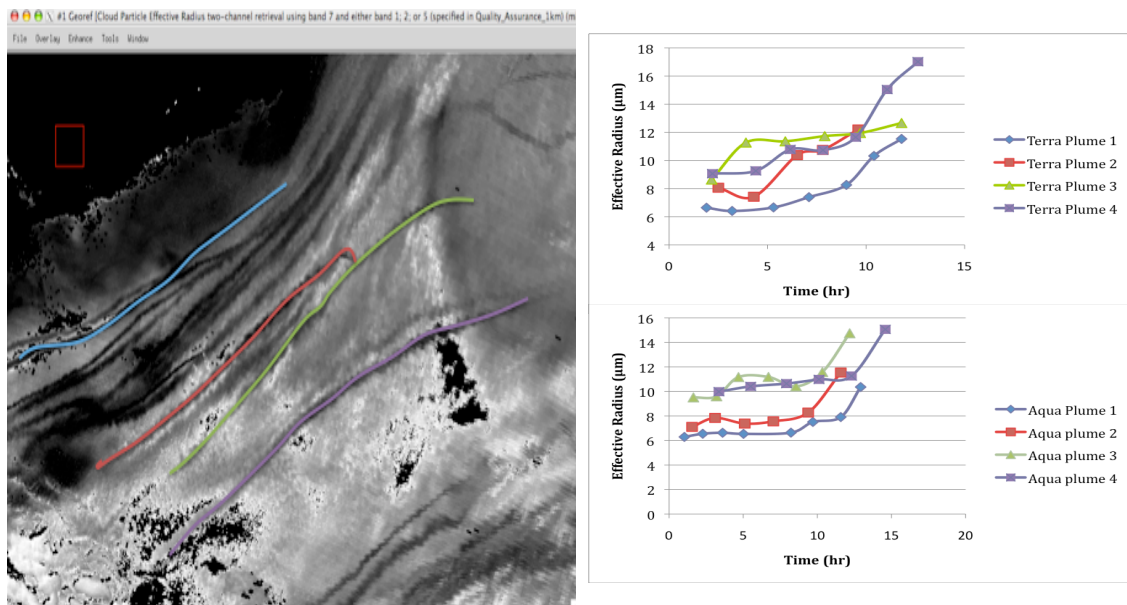 #1 Georef [Cloud Particle Effective Radius two-channel retrieval using band 7 and either band 1; 2; or 5 (specified in Quality_Assurance_1km) (mi
File Overlay Enhance Tools Window
18
16
14
12
10
8
6
4
0 5 10 15
Effective Radius (μm)
Time (hr)
Terra Plume 1
Terra Plume 2
Terra Plume 3
Terra Plume 4
16
14
12
10
8
6
4
2
0
0 5 10 15 20
Effective Radius (μm)
Time (hr)
Aqua Plume 1
Aqua plume 2
Aqua plume 3
Aqua plume 4